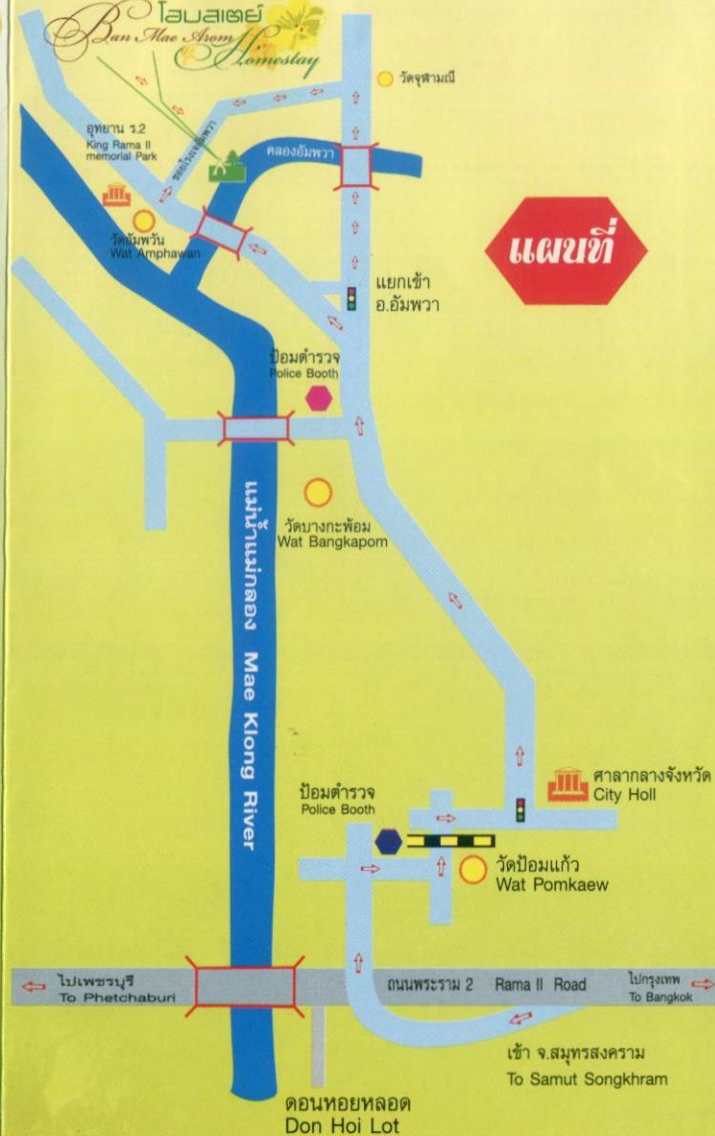 โฮมสเตย์
Ban Mae Arom
Homestay
วัดจุฬามณี
อุทยาน ร.2
King Rama II
memorial Park
คลองอัมพวา
วัดอัมพวัน
Wat Amphawan
แผนที่
แยกเข้า
อ.อัมพวา
ป้อมตำรวจ
Police Booth
วัดบางกะพ้อม
Wat Bangkapom
แม่น้ำแม่กลอง Mae Klong River
ศาลากลางจังหวัด
City Holl
ป้อมตำรวจ
Police Booth
วัดป้อมแก้ว
Wat Pomkaew
ไปเพชรบุรี
To Phetchaburi
ถนนพระราม 2 Rama II Road
ไปกรุงเทพ
To Bangkok
เข้า จ.สมุทรสงคราม
To Samut Songkhram
ดอนหอยหลอด
Don Hoi Lot